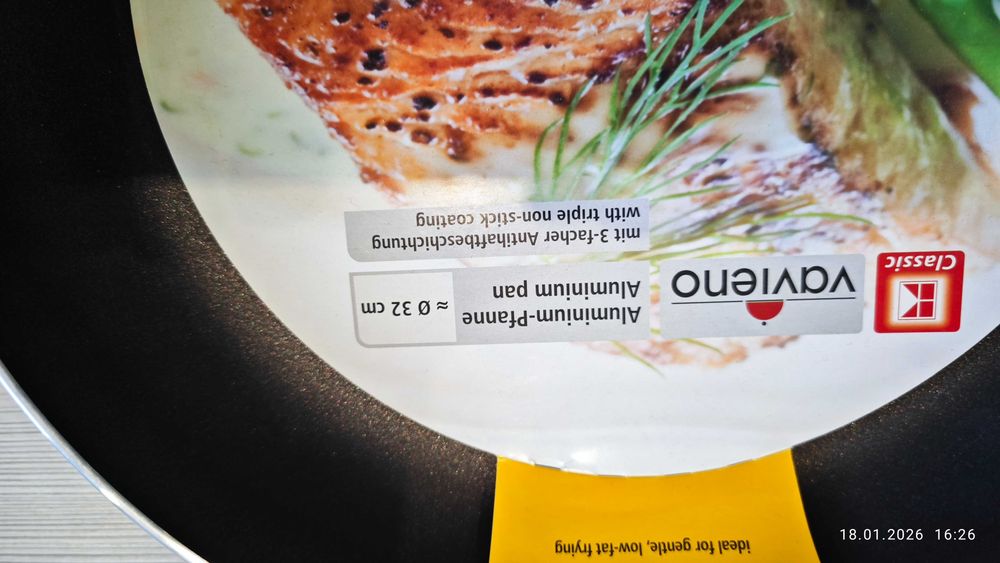 ideal for gentle, low-fat frying
K Classic
vavieno
Aluminium-Pfanne
Aluminium pan
≈ Ø 32 cm
mit 3-facher Antihaftbeschichtung
with triple non-stick coating
18.01.2026 16:26